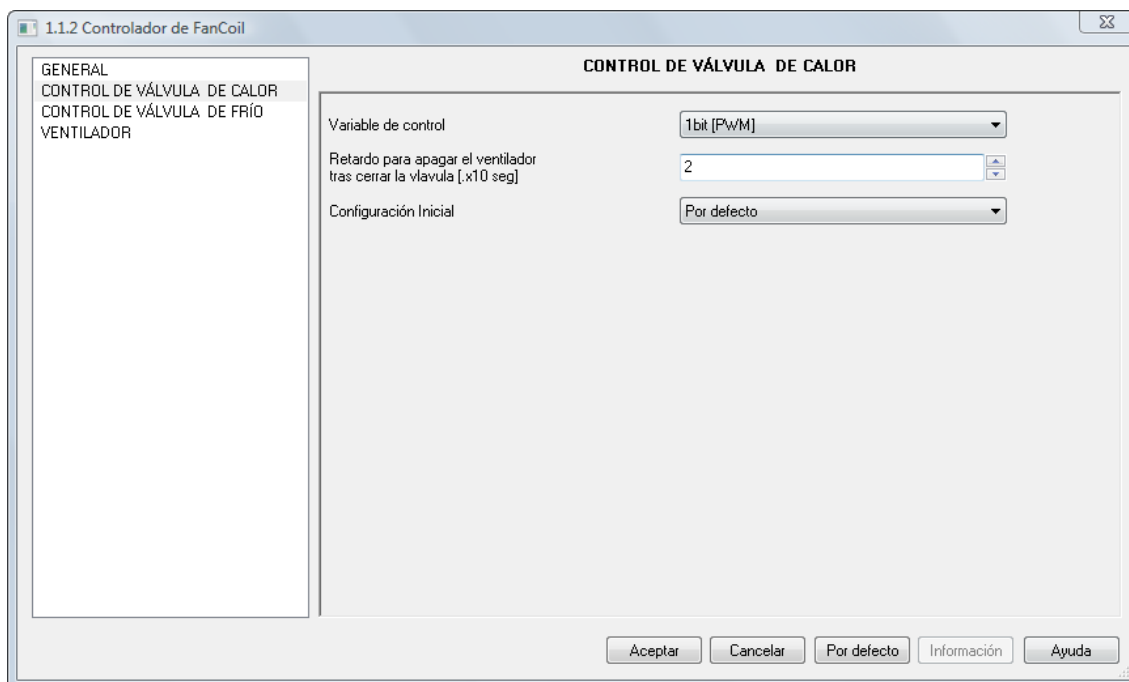 1.1.2 Controlador de FanCoil
GENERAL
CONTROL DE VÁLVULA DE CALOR
CONTROL DE VÁLVULA DE FRÍO
VENTILADOR
CONTROL DE VÁLVULA DE CALOR
Variable de control
1bit [PWM]
Retardo para apagar el ventilador
tras cerrar la vlavula [.x10 seg]
2
Configuración Inicial
Por defecto
Aceptar
Cancelar
Por defecto
Información
Ayuda